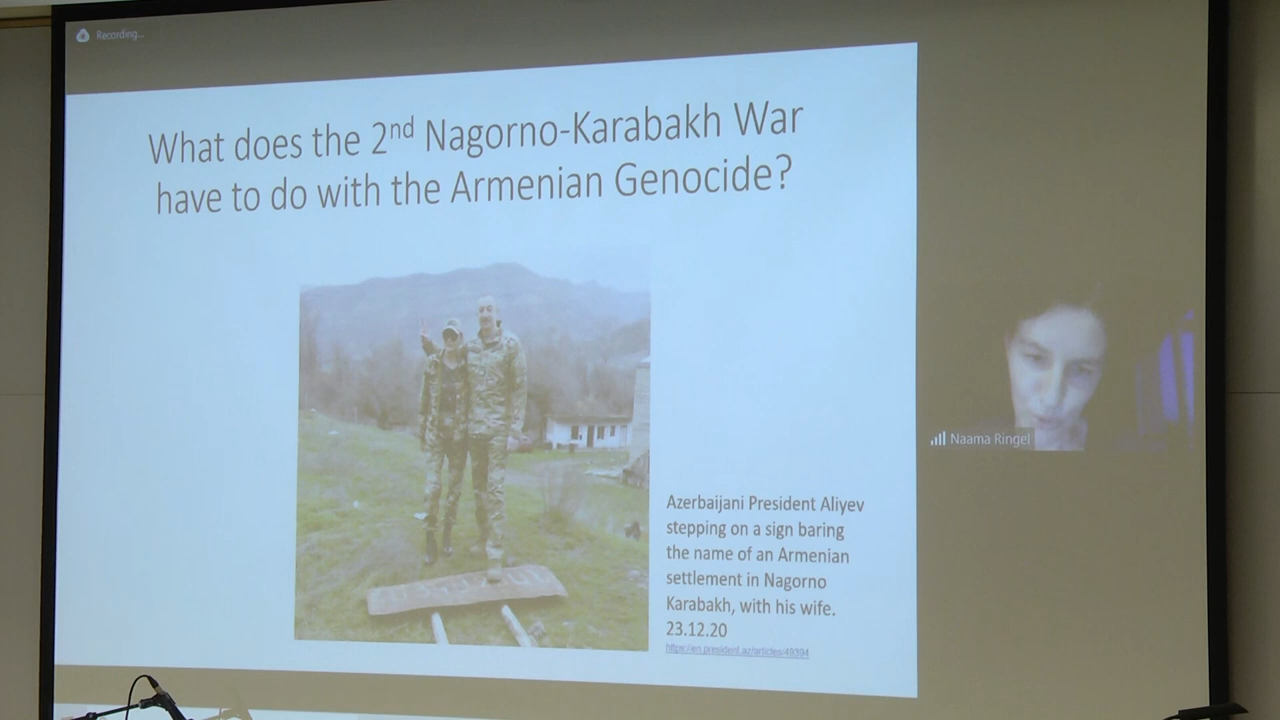 Recording...
What does the 2nd Nagorno-Karabakh War
have to do with the Armenian Genocide?
Azerbaijani President Aliyev
stepping on a sign baring
the name of an Armenian
settlement in Nagorno
Karabakh, with his wife.
23.12.20
https://en.president.az/articles/49394
Naama Ringel